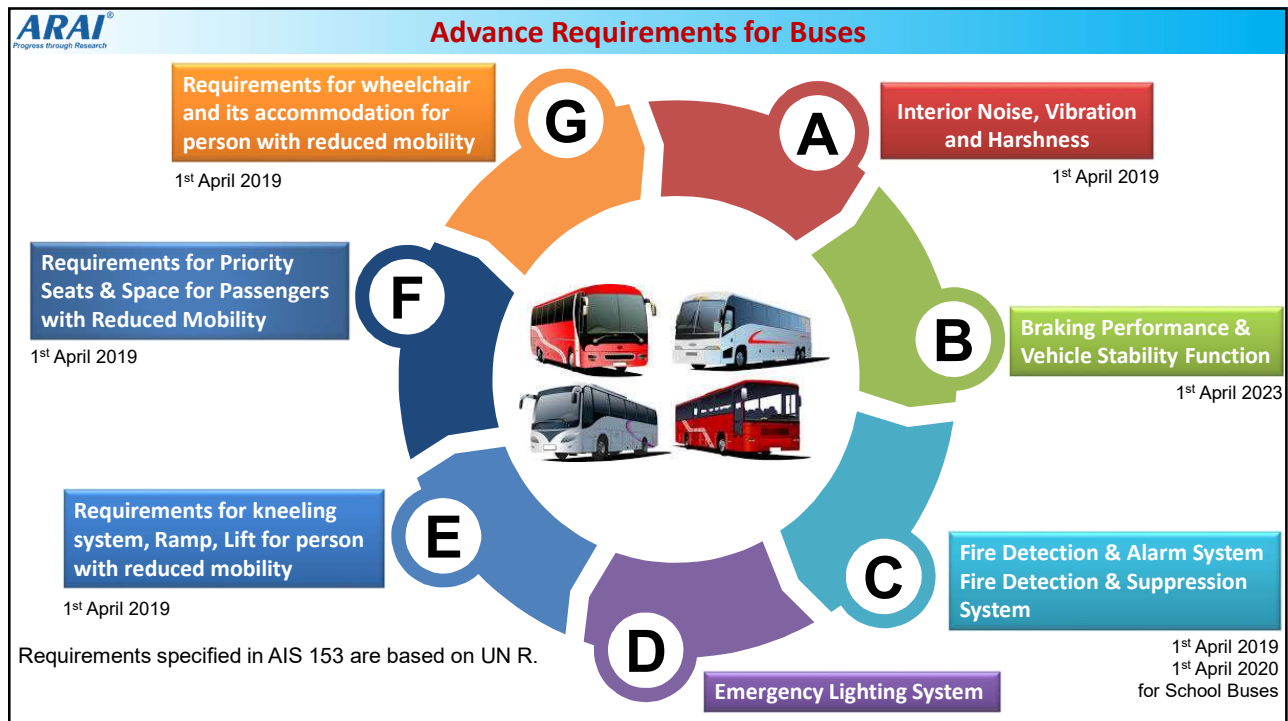 ARAI®
Progress through Research
Advance Requirements for Buses
Requirements for wheelchair
and its accommodation for
person with reduced mobility
1st April 2019
G
A
Interior Noise, Vibration
and Harshness
1st April 2019
Requirements for Priority
Seats & Space for Passengers
with Reduced Mobility
1st April 2019
F
B
Braking Performance &
Vehicle Stability Function
1st April 2023
Requirements for kneeling
system, Ramp, Lift for person
with reduced mobility
1st April 2019
E
C
Fire Detection & Alarm System
Fire Detection & Suppression
System
1st April 2019
1st April 2020
for School Buses
D
Emergency Lighting System
Requirements specified in AIS 153 are based on UN R.